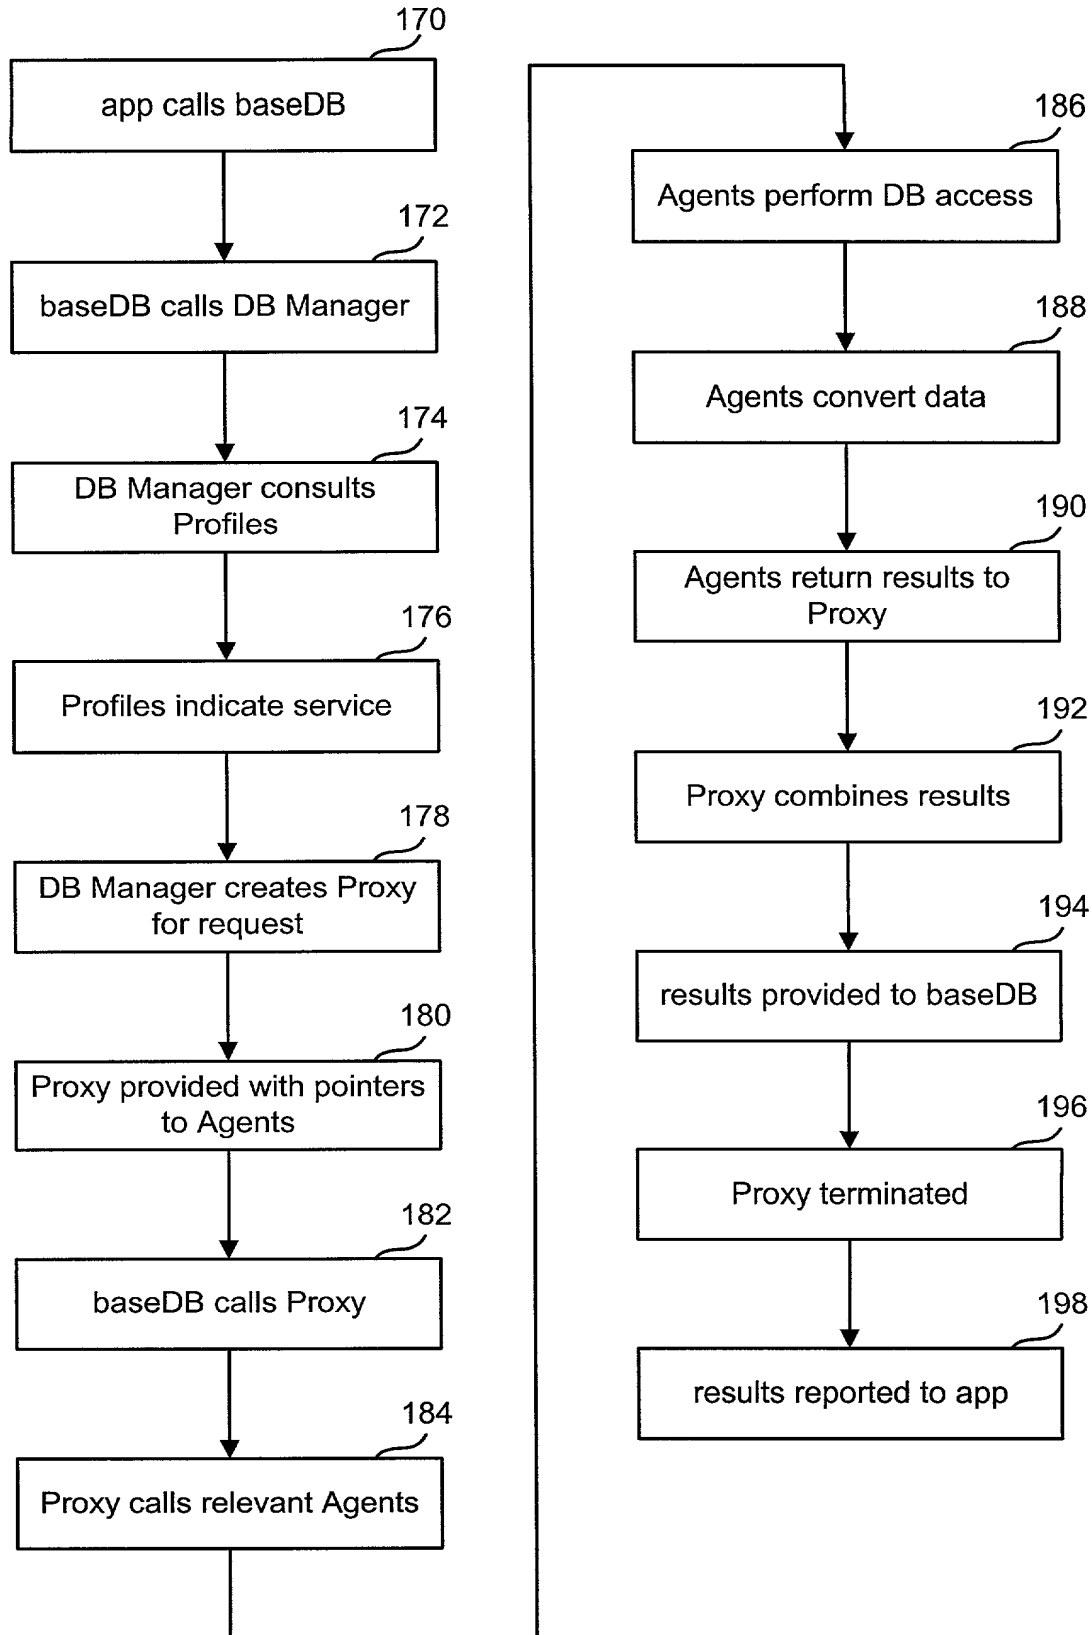 170
app calls baseDB
172
baseDB calls DB Manager
174
DB Manager consults
Profiles
176
Profiles indicate service
178
DB Manager creates Proxy
for request
180
Proxy provided with pointers
to Agents
182
baseDB calls Proxy
184
Proxy calls relevant Agents
186
Agents perform DB access
188
Agents convert data
190
Agents return results to
Proxy
192
Proxy combines results
194
results provided to baseDB
196
Proxy terminated
198
results reported to app